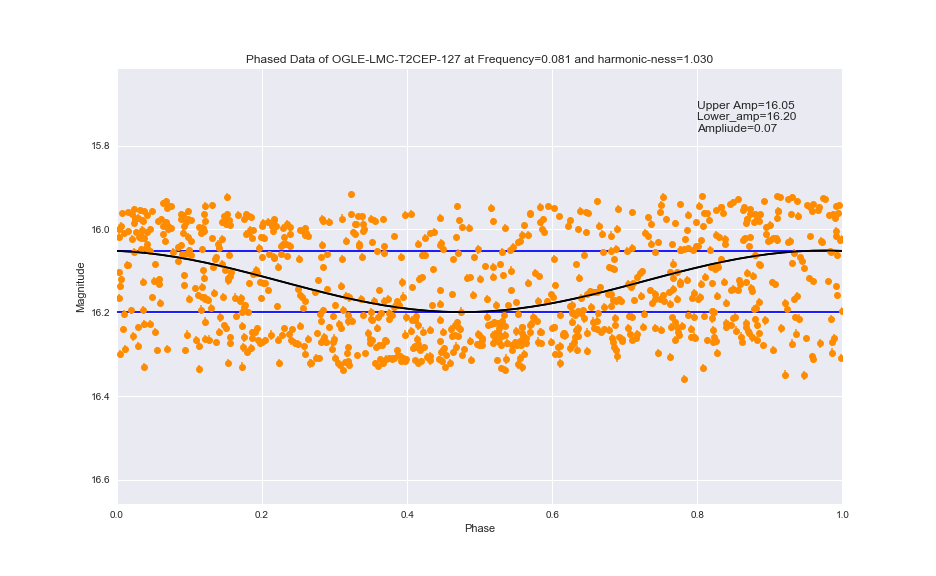 Phased Data of OGLE-LMC-T2CEP-127 at Frequency=0.081 and harmonic-ness=1.030
Upper Amp=16.05
Lower_amp=16.20
Ampliude=0.07
15.8
16.0
16.2
16.4
16.6
Magnitude
0.0
0.2
0.4
0.6
0.8
1.0
Phase